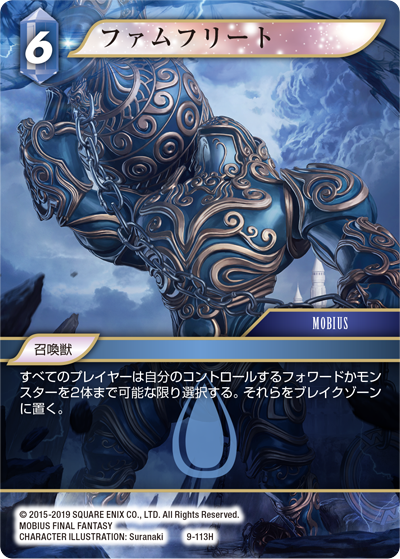 6
ファムフリート
MOBIUS
召喚獣
すべてのプレイヤーは自分のコントロールするフォワードかモン
スターを2体まで可能な限り選択する。それらをブレイクゾーン
に置く。
© 2015-2019 SQUARE ENIX CO., LTD. All Rights Reserved.
MOBIUS FINAL FANTASY
CHARACTER ILLUSTRATION: Suranaki 9-113H